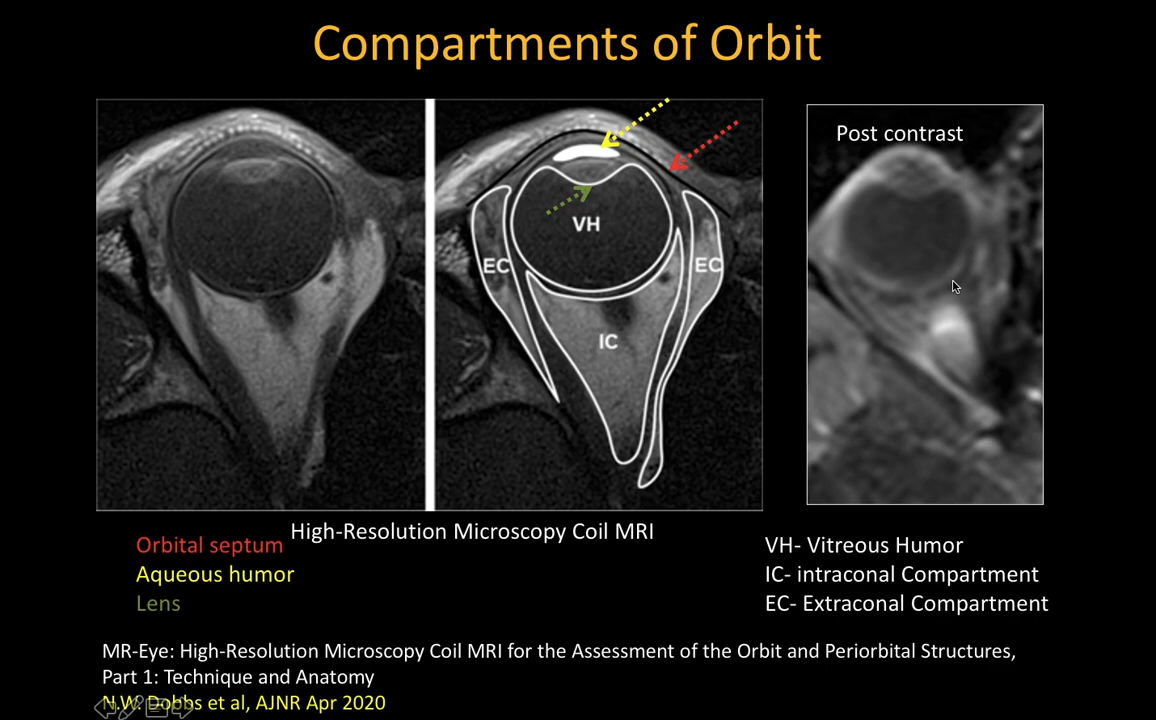 Compartments of Orbit
Post contrast
VH
EC
EC
IC
High-Resolution Microscopy Coil MRI
Orbital septum
Aqueous humor
Lens
VH- Vitreous Humor
IC- intraconal Compartment
EC- Extraconal Compartment
MR-Eye: High-Resolution Microscopy Coil MRI for the Assessment of the Orbit and Periorbital Structures,
Part 1: Technique and Anatomy
N.W. Dobbs et al, AJNR Apr 2020